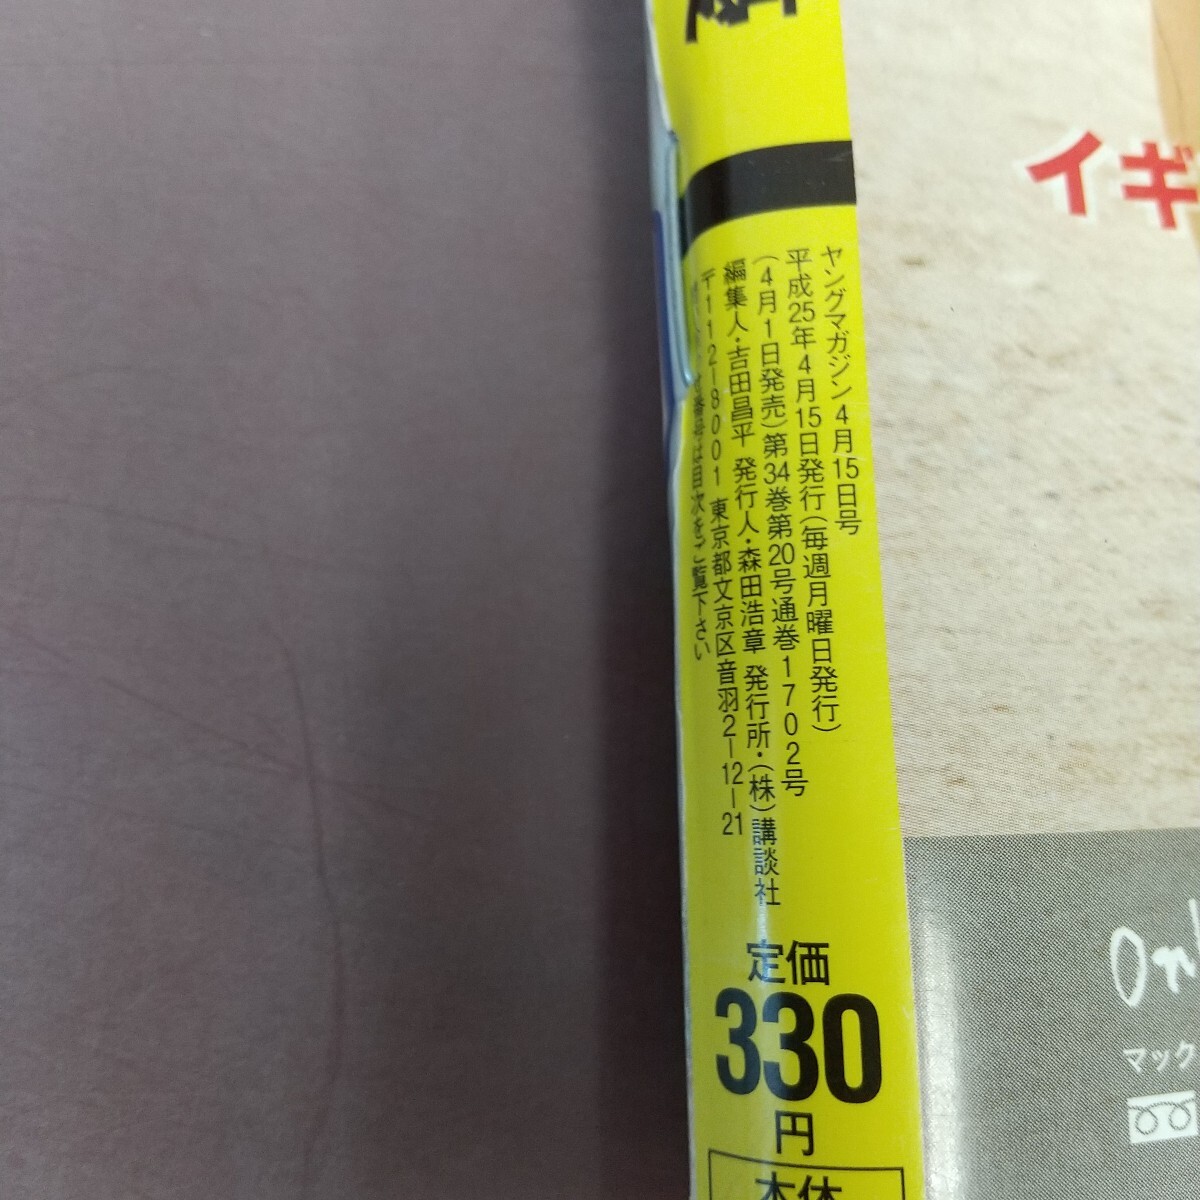 ヤングマガジン4月15日号
平成25年4月15日発行(毎週月曜日発行)
(4月1日発売)第34巻第20号通巻1702号
編集人・吉田昌平 発行人・森田浩章 発行所・(株)講談社
〒112-8001 東京都文京区音羽2-12-21
番号は目次をご覧下さい
定価
330
円
本体
イギ
マック